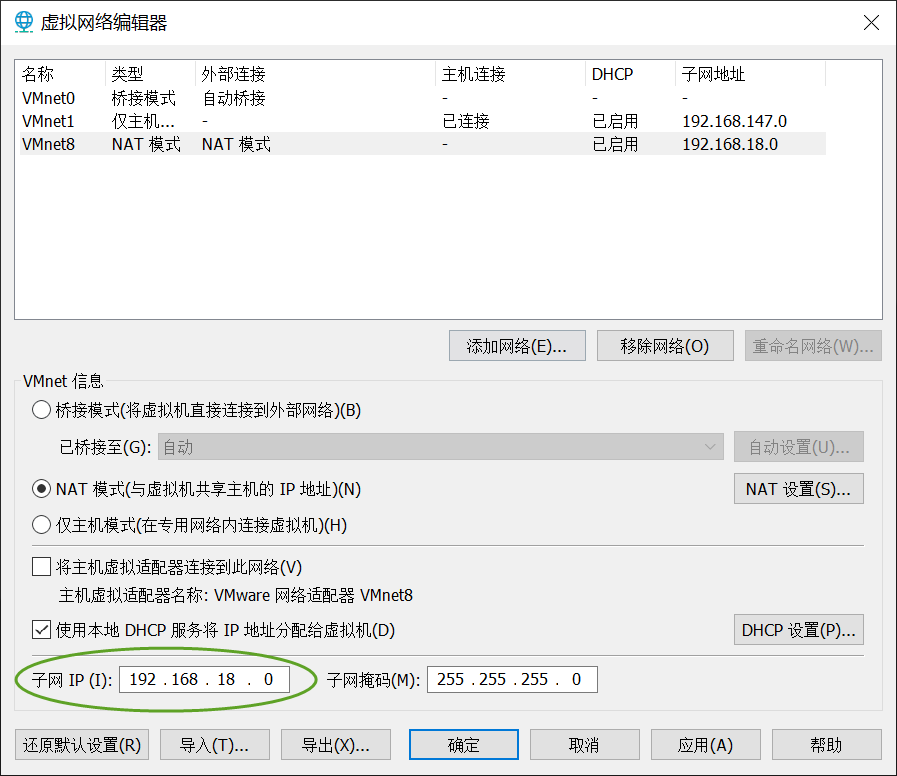 虚拟网络编辑器
名称 类型 外部连接 主机连接 DHCP 子网地址
VMnet0 桥接模式 自动桥接 - - -
VMnet1 仅主机... - 已连接 已启用 192.168.147.0
VMnet8 NAT 模式 NAT 模式 - 已启用 192.168.18.0
添加网络(E)... 移除网络(O) 重命名网络(W)...
VMnet 信息
桥接模式(将虚拟机直接连接到外部网络)(B)
已桥接至(G): 自动 自动设置(U)...
NAT 模式(与虚拟机共享主机的 IP 地址)(N) NAT 设置(S)...
仅主机模式(在专用网络内连接虚拟机)(H)
将主机虚拟适配器连接到此网络(V)
主机虚拟适配器名称: VMware 网络适配器 VMnet8
使用本地 DHCP 服务将 IP 地址分配给虚拟机(D) DHCP 设置(P)...
子网 IP (I): 192 . 168 . 18 . 0 子网掩码(M): 255 . 255 . 255 . 0
还原默认设置(R) 导入(T)... 导出(X)... 确定 取消 应用(A) 帮助